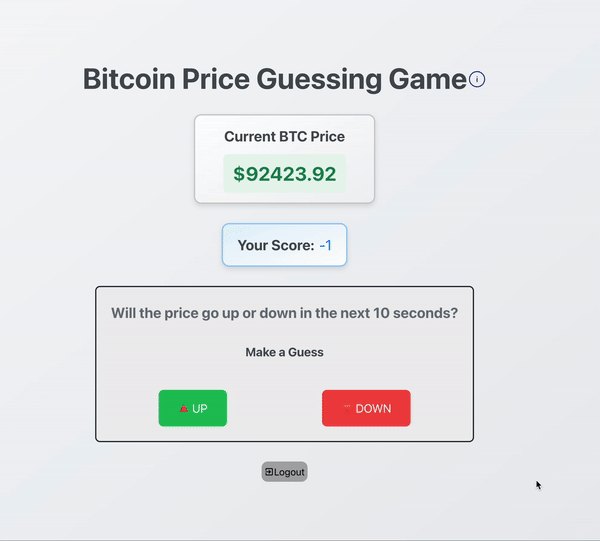 Bitcoin Price Guessing Game
Current BTC Price
$92423.92
Your Score: -1
Will the price go up or down in the next 10 seconds?
Make a Guess
UP
DOWN
Logout